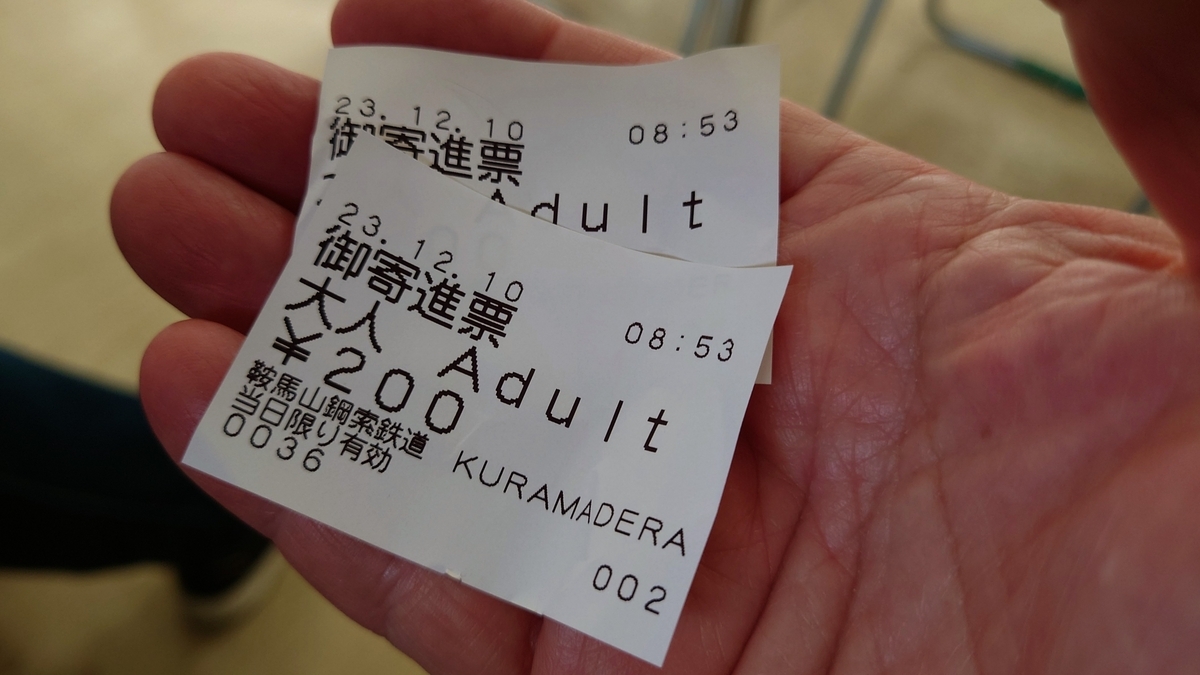 23.12.10 08:53
御寄進票
Adult
23.12.10 08:53
御寄進票
大人 Adult
¥200
鞍馬山鋼索鉄道
当日限り有効 KURAMADERA
0036 002